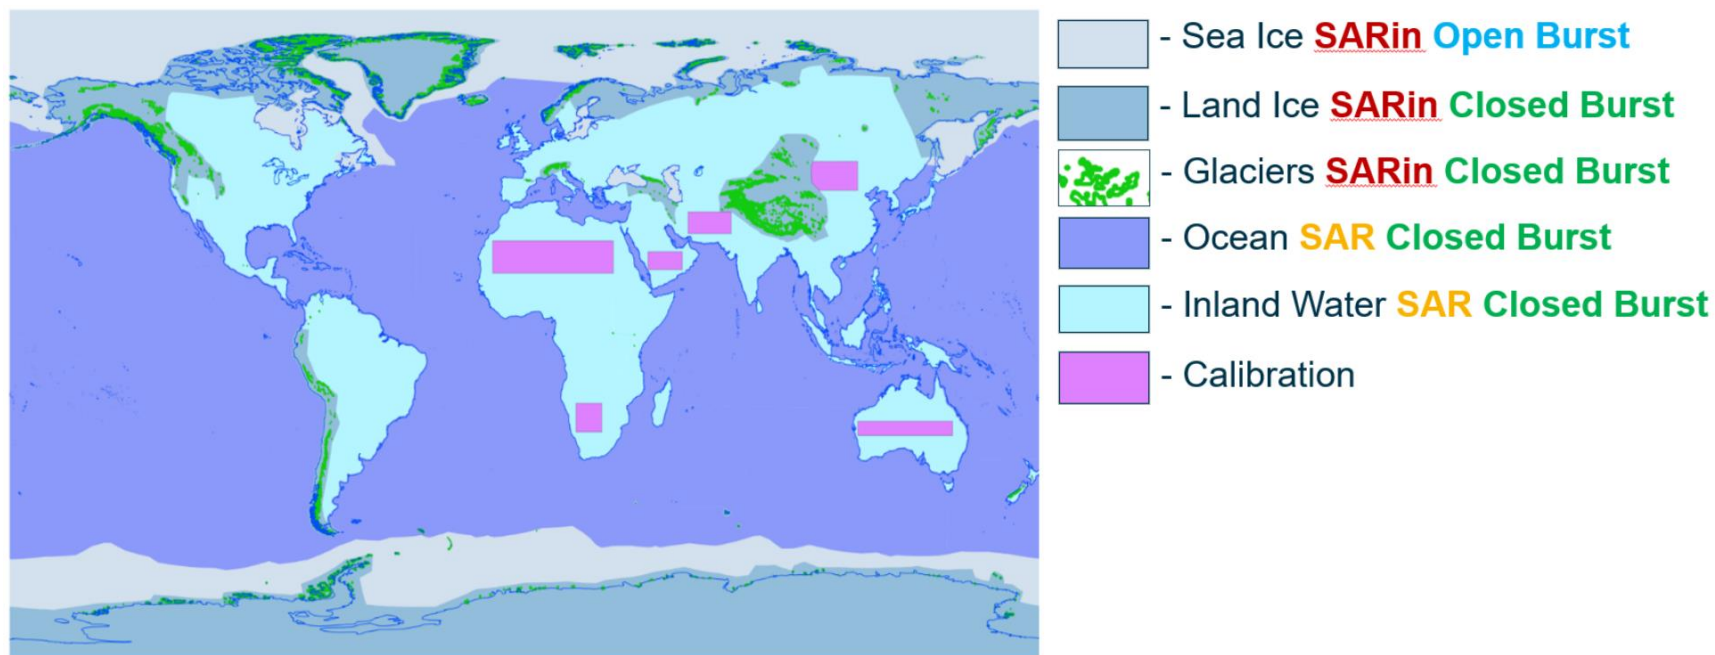 - Sea Ice SARin Open Burst
- Land Ice SARin Closed Burst
- Glaciers SARin Closed Burst
- Ocean SAR Closed Burst
- Inland Water SAR Closed Burst
- Calibration